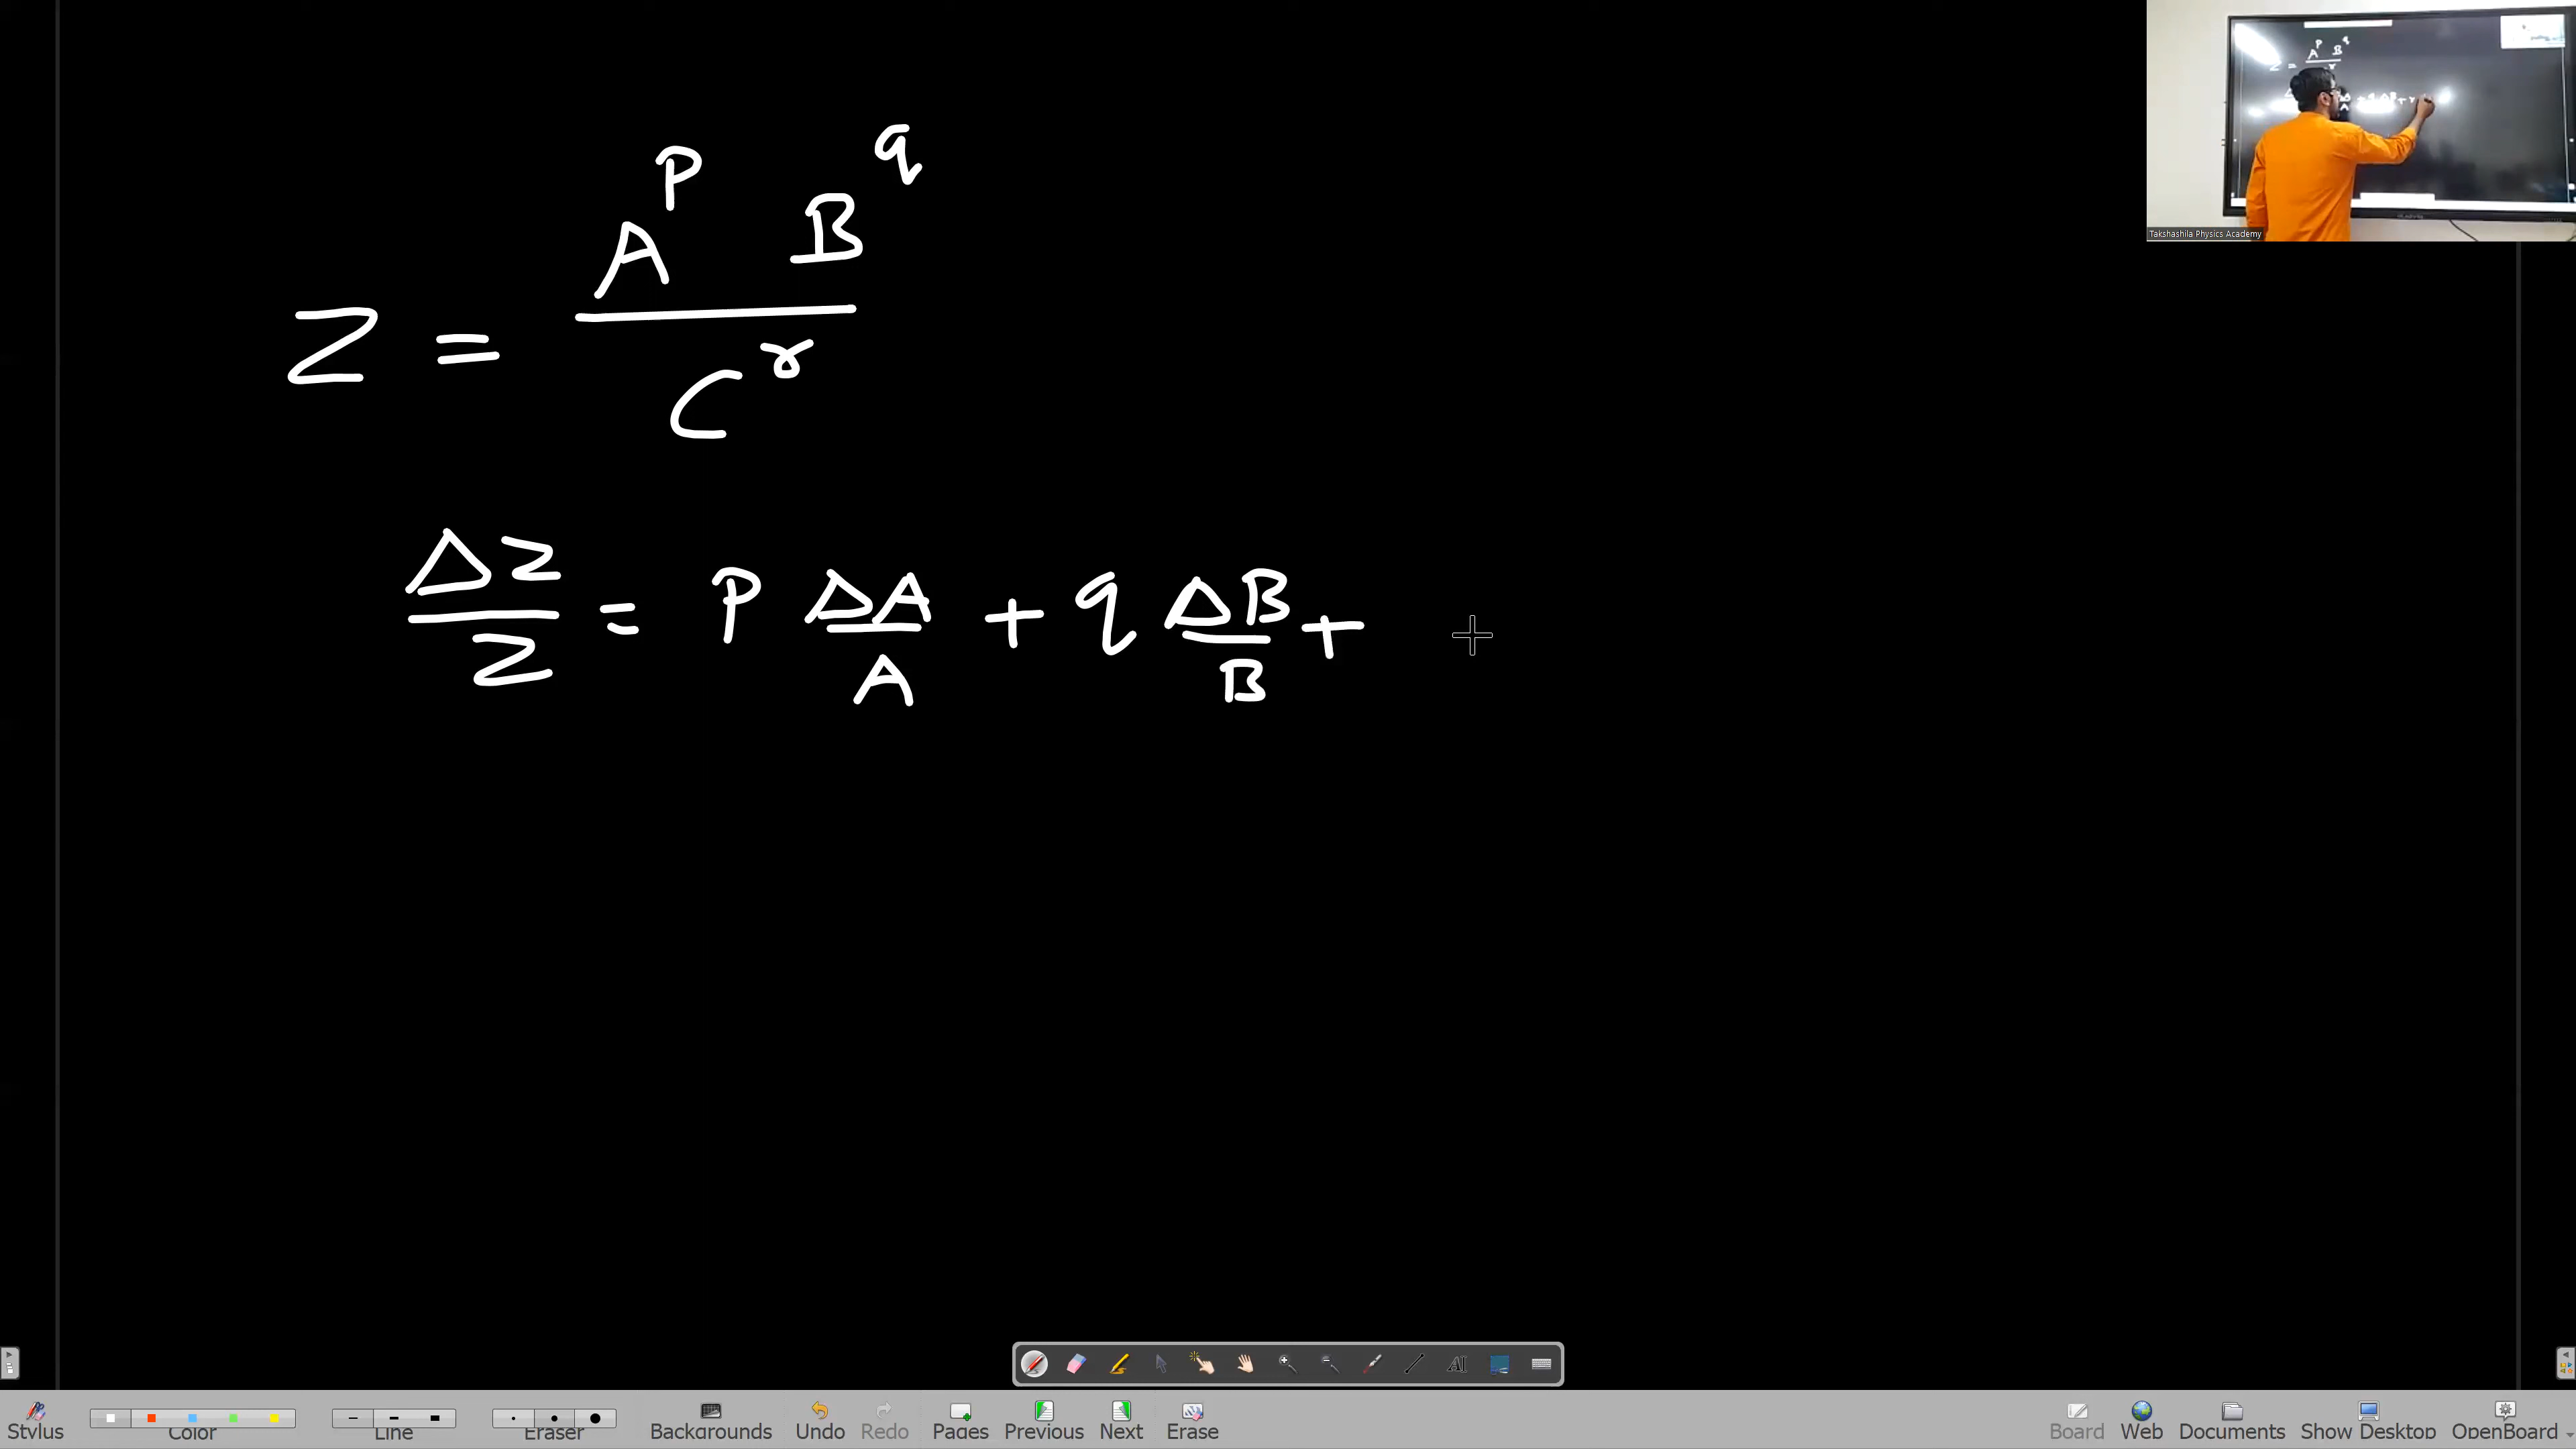 Z = A^p B^q / C^r
ΔZ/Z = p ΔA/A + q ΔB/B +
Takshashila Physics Academy
Stylus Color Line Eraser Backgrounds Undo Redo Pages Previous Next Erase Board Web Documents Show Desktop OpenBoard